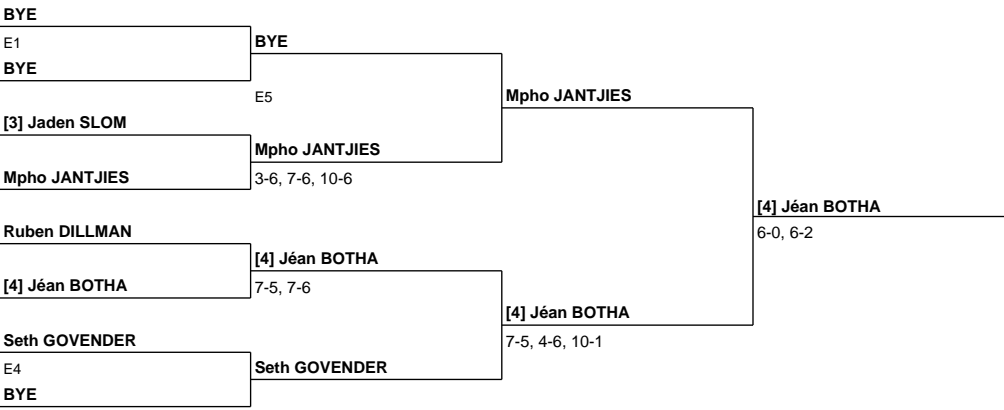 BYE
E1
BYE
BYE
E5
Mpho JANTJIES
[3] Jaden SLOM
Mpho JANTJIES
Mpho JANTJIES
3-6, 7-6, 10-6
[4] Jéan BOTHA
6-0, 6-2
Ruben DILLMAN
[4] Jéan BOTHA
[4] Jéan BOTHA
7-5, 7-6
[4] Jéan BOTHA
7-5, 4-6, 10-1
Seth GOVENDER
E4
Seth GOVENDER
BYE